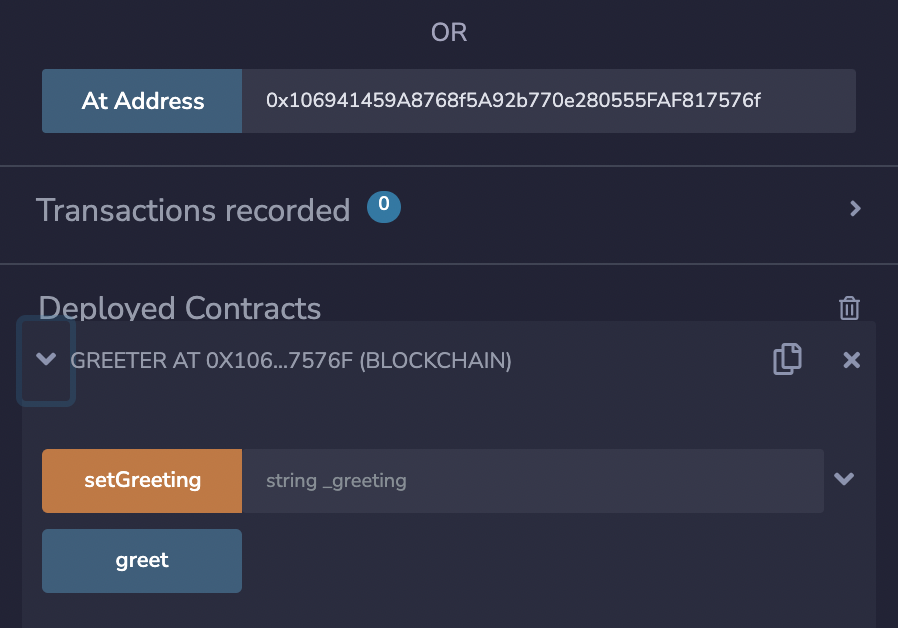 OR
At Address 0x106941459A8768f5A92b770e280555FAF817576f
Transactions recorded 0
Deployed Contracts
GREETER AT 0X106...7576F (BLOCKCHAIN)
setGreeting string _greeting
greet